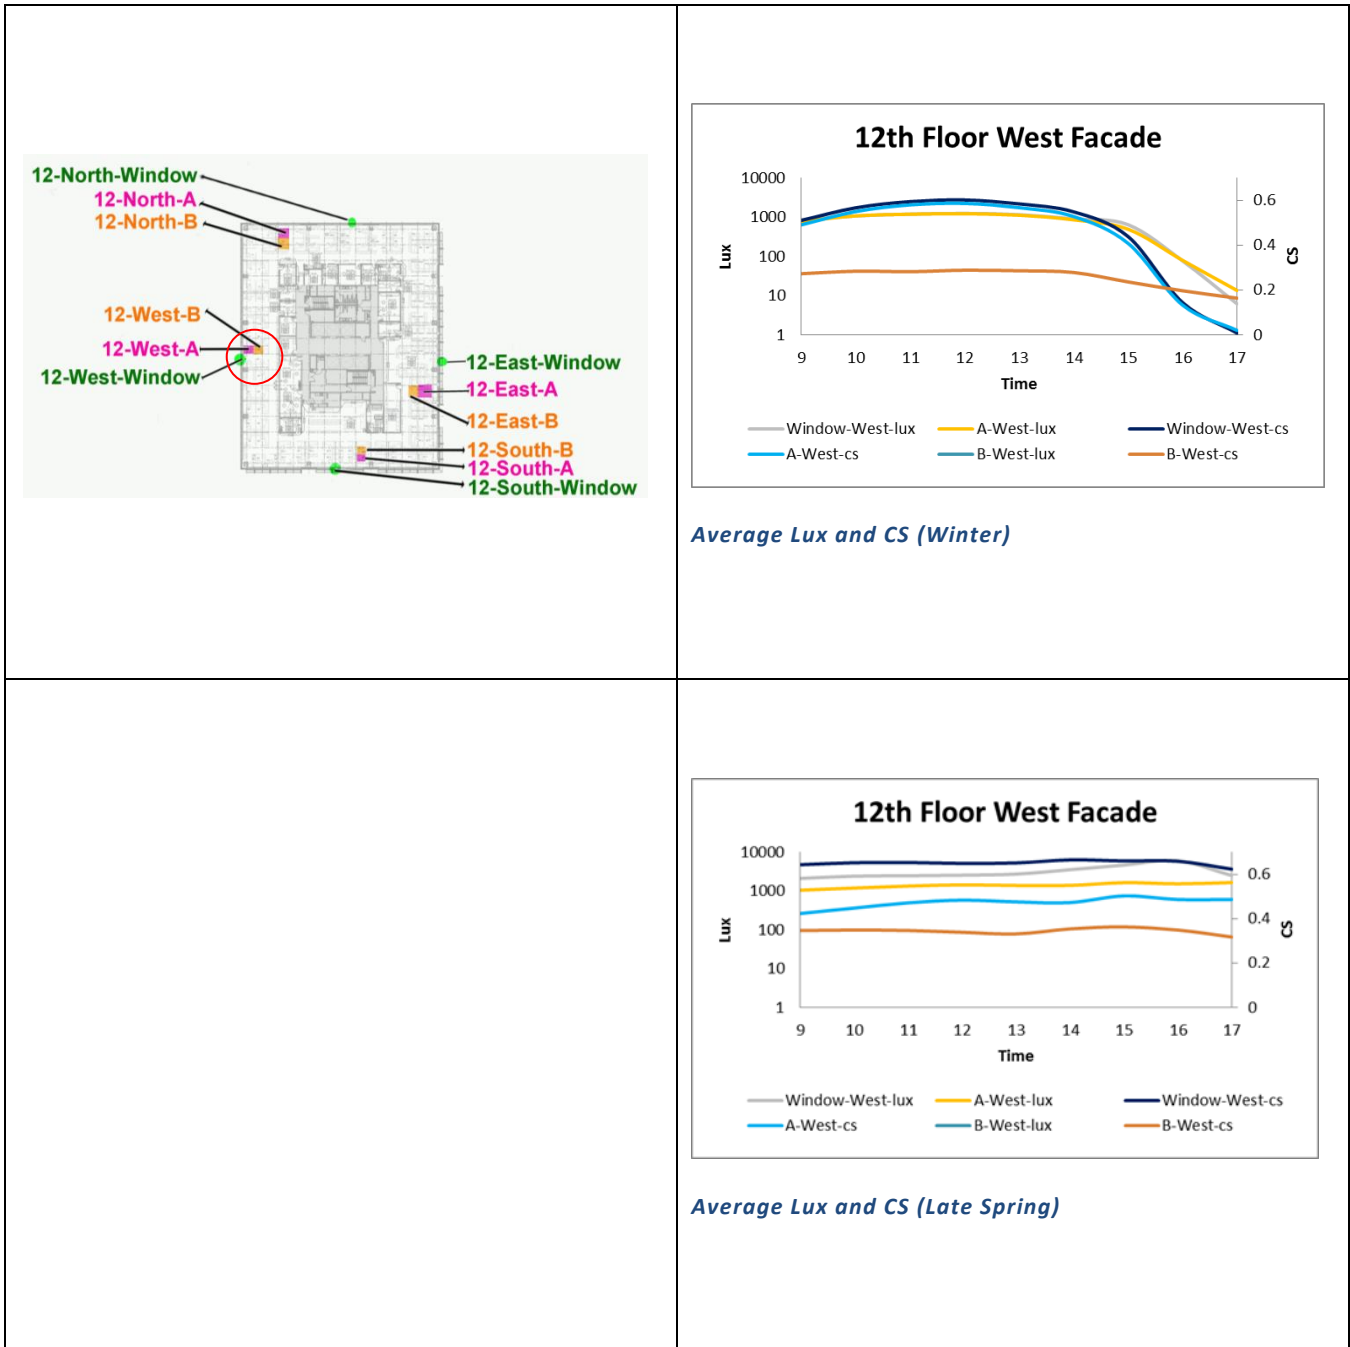 12-North-Window
12-North-A
12-North-B
12-West-B
12-West-A
12-West-Window
12-East-Window
12-East-A
12-East-B
12-South-B
12-South-A
12-South-Window
12th Floor West Facade
10000
1000
100
10
1
Lux
0.6
0.4
0.2
0
CS
9 10 11 12 13 14 15 16 17
Time
Window-West-lux A-West-lux Window-West-cs
A-West-cs B-West-lux B-West-cs
Average Lux and CS (Winter)
12th Floor West Facade
10000
1000
100
10
1
Lux
0.6
0.4
0.2
0
CS
9 10 11 12 13 14 15 16 17
Time
Window-West-lux A-West-lux Window-West-cs
A-West-cs B-West-lux B-West-cs
Average Lux and CS (Late Spring)